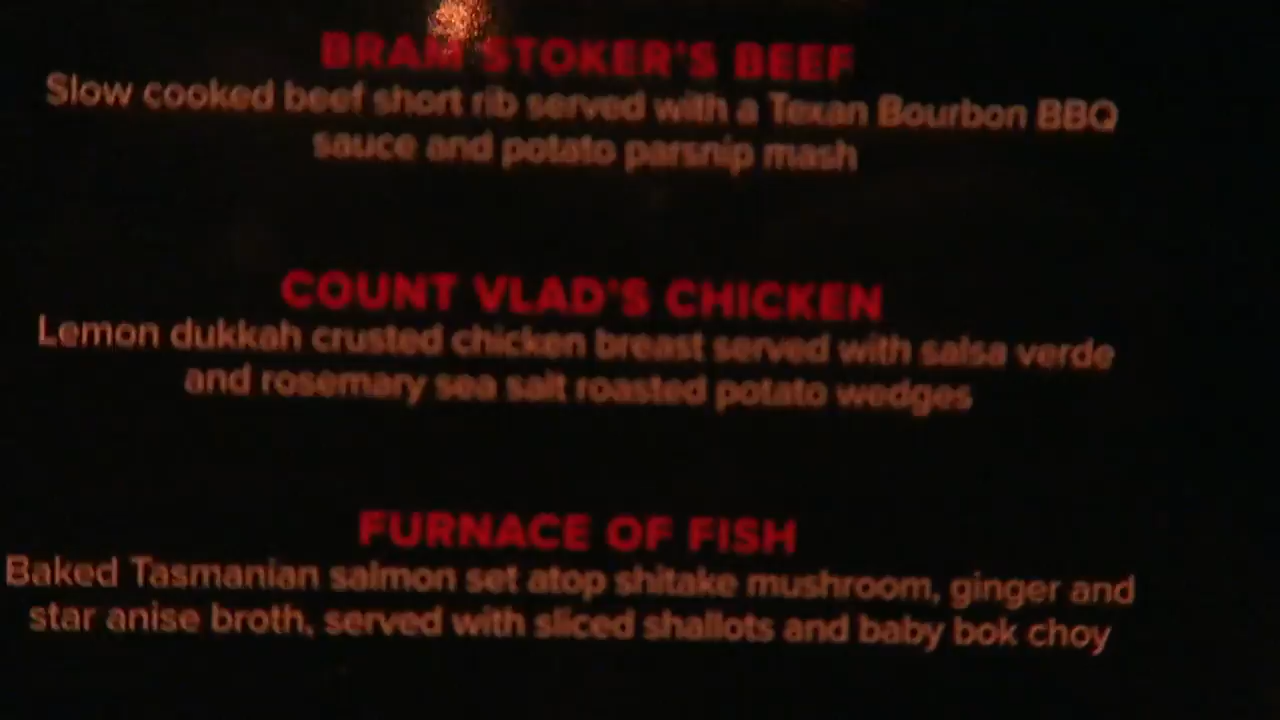 BRAM STOKER'S BEEF
Slow cooked beef short rib served with a Texan Bourbon BBQ
sauce and potato parsnip mash
COUNT VLAD'S CHICKEN
Lemon dukkah crusted chicken breast served with salsa verde
and rosemary sea salt roasted potato wedges
FURNACE OF FISH
Baked Tasmanian salmon set atop shitake mushroom, ginger and
star anise broth, served with sliced shallots and baby bok choy